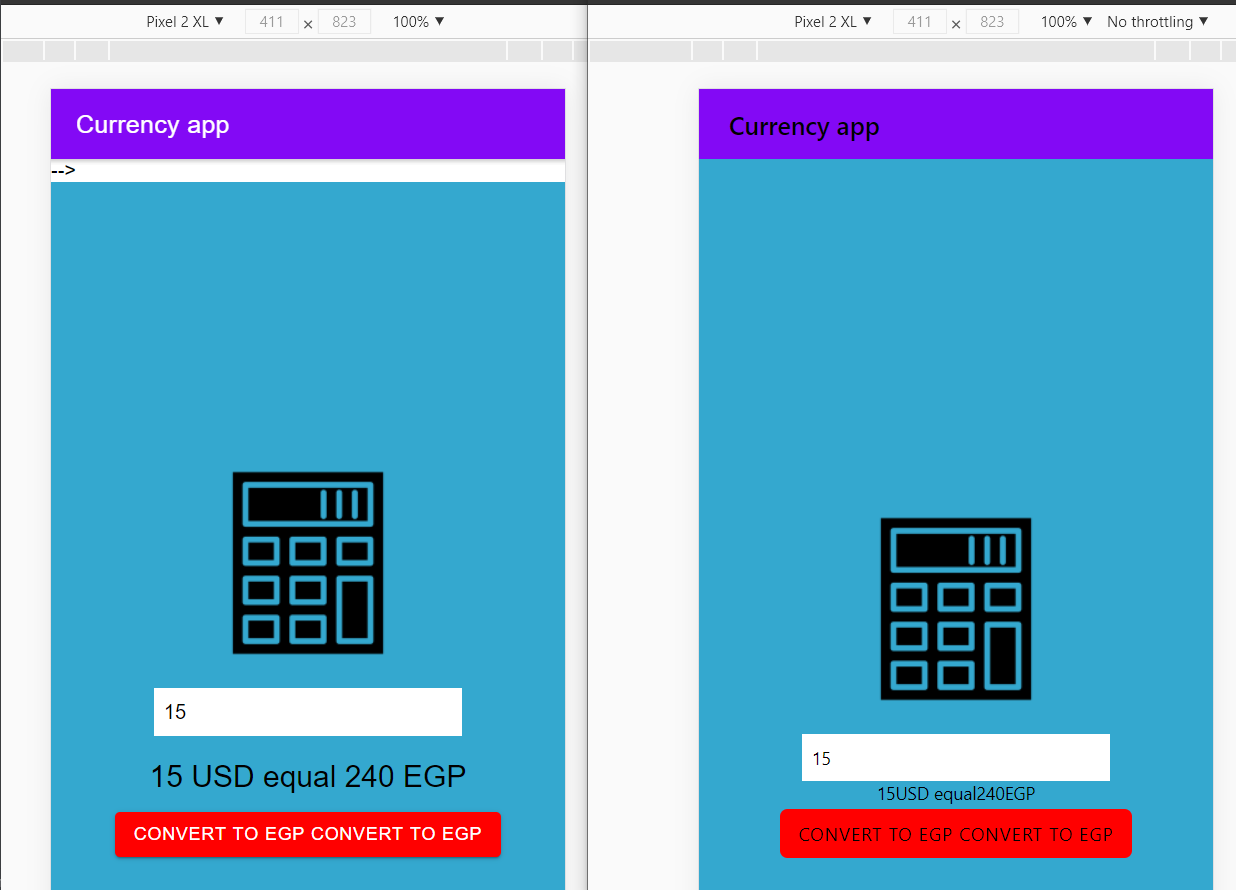 Pixel 2 XL ▼ 411 × 823 100% ▼
Currency app
-->
15
15 USD equal 240 EGP
CONVERT TO EGP CONVERT TO EGP
Pixel 2 XL ▼ 411 × 823 100% ▼ No throttling ▼
Currency app
15
15USD equal240EGP
CONVERT TO EGP CONVERT TO EGP